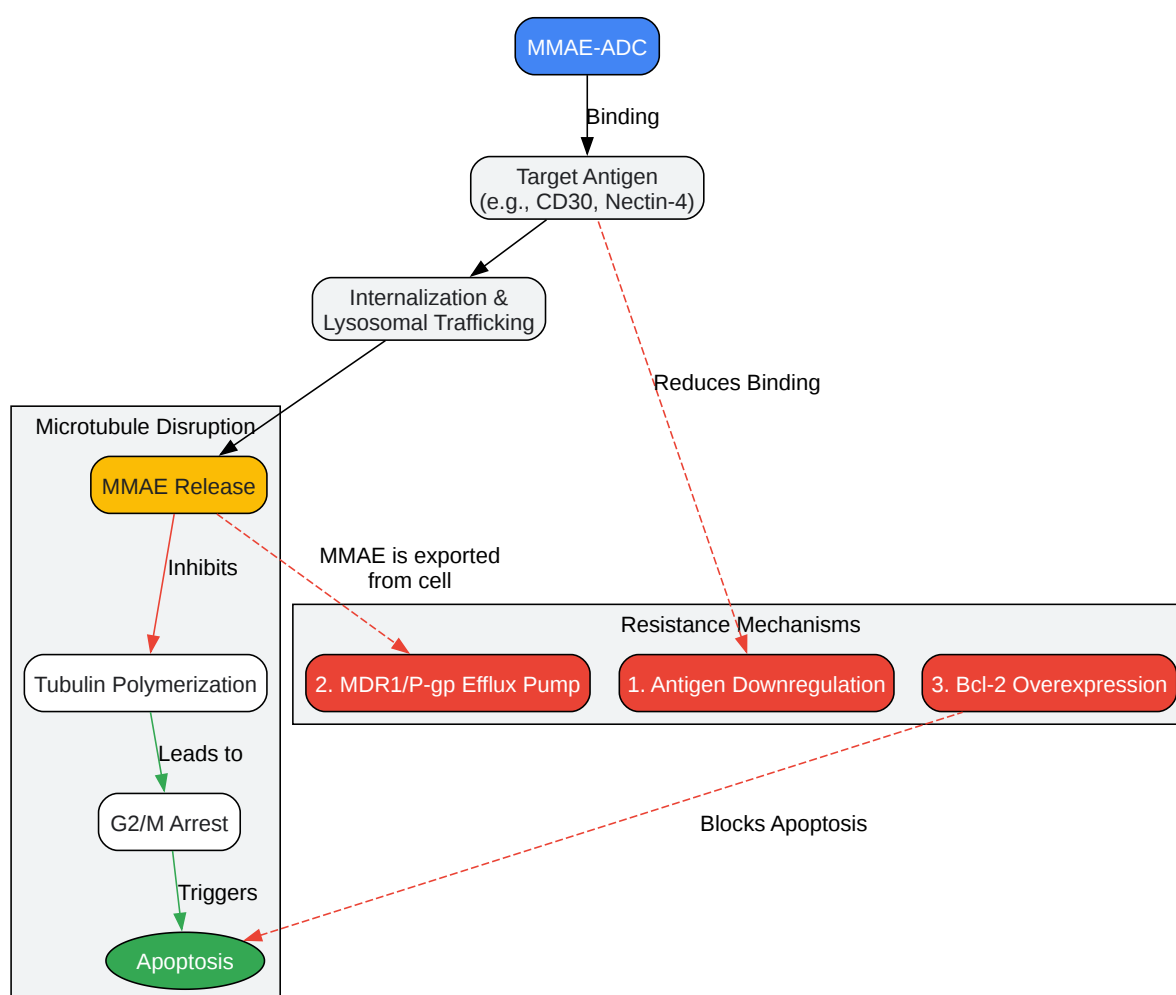 MMAE-ADC
Binding
Target Antigen
(e.g., CD30, Nectin-4)
Internalization &
Lysosomal Trafficking
Reduces Binding
Microtubule Disruption
MMAE Release
Inhibits
MMAE is exported
from cell
Resistance Mechanisms
Tubulin Polymerization
2. MDR1/P-gp Efflux Pump
1. Antigen Downregulation
3. Bcl-2 Overexpression
Leads to
G2/M Arrest
Blocks Apoptosis
Triggers
Apoptosis